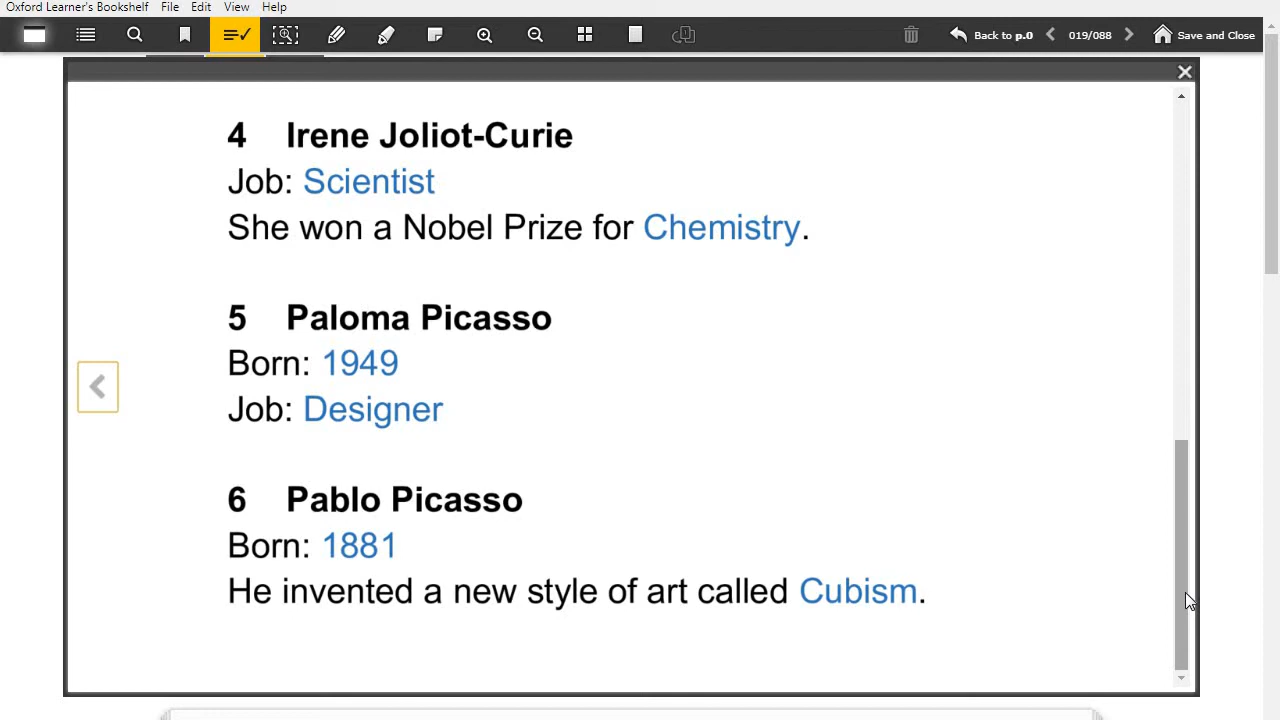 Oxford Learner's Bookshelf File Edit View Help
Back to p.0 019/088 Save and Close
4 Irene Joliot-Curie
Job: Scientist
She won a Nobel Prize for Chemistry.
5 Paloma Picasso
Born: 1949
Job: Designer
6 Pablo Picasso
Born: 1881
He invented a new style of art called Cubism.